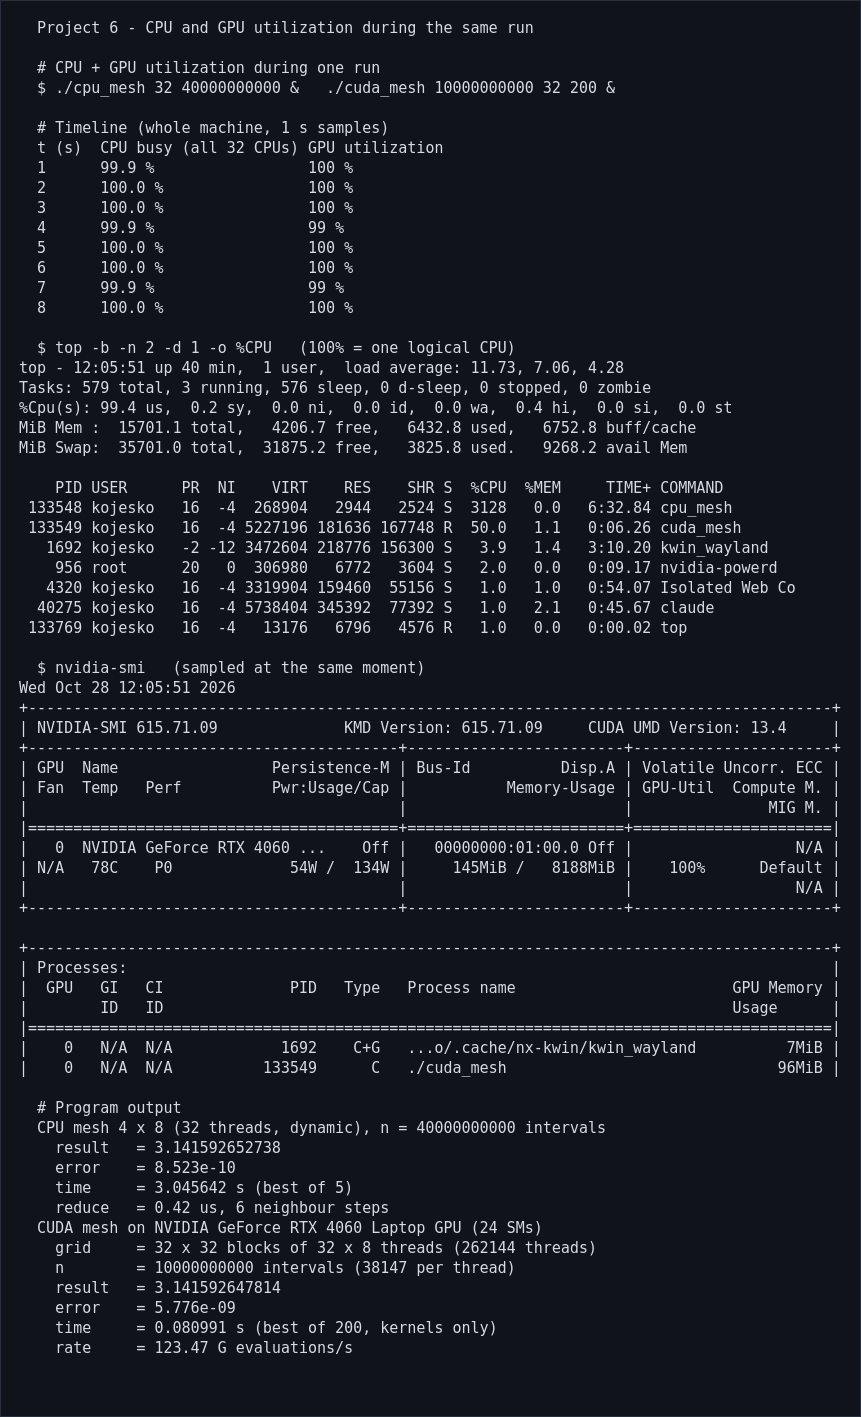 Project 6 - CPU and GPU utilization during the same run
# CPU + GPU utilization during one run
$ ./cpu_mesh 32 40000000000 &   ./cuda_mesh 10000000000 32 200 &
# Timeline (whole machine, 1 s samples)
t (s)  CPU busy (all 32 CPUs) GPU utilization
1      99.9 %                 100 %
2      100.0 %                100 %
3      100.0 %                100 %
4      99.9 %                 99 %
5      100.0 %                100 %
6      100.0 %                100 %
7      99.9 %                 99 %
8      100.0 %                100 %
$ top -b -n 2 -d 1 -o %CPU   (100% = one logical CPU)
top - 12:05:51 up 40 min,  1 user,  load average: 11.73, 7.06, 4.28
Tasks: 579 total, 3 running, 576 sleep, 0 d-sleep, 0 stopped, 0 zombie
%Cpu(s): 99.4 us,  0.2 sy,  0.0 ni,  0.0 id,  0.0 wa,  0.4 hi,  0.0 si,  0.0 st
MiB Mem :  15701.1 total,   4206.7 free,   6432.8 used,   6752.8 buff/cache
MiB Swap:  35701.0 total,  31875.2 free,   3825.8 used.   9268.2 avail Mem
    PID USER      PR  NI    VIRT    RES    SHR S  %CPU  %MEM     TIME+ COMMAND
 133548 kojesko   16  -4  268904   2944   2524 S  3128   0.0   6:32.84 cpu_mesh
 133549 kojesko   16  -4 5227196 181636 167748 R  50.0   1.1   0:06.26 cuda_mesh
   1692 kojesko   -2 -12 3472604 218776 156300 S   3.9   1.4   3:10.20 kwin_wayland
    956 root      20   0  306980   6772   3604 S   2.0   0.0   0:09.17 nvidia-powerd
   4320 kojesko   16  -4 3319904 159460  55156 S   1.0   1.0   0:54.07 Isolated Web Co
  40275 kojesko   16  -4 5738404 345392  77392 S   1.0   2.1   0:45.67 claude
 133769 kojesko   16  -4   13176   6796   4576 R   1.0   0.0   0:00.02 top
$ nvidia-smi   (sampled at the same moment)
Wed Oct 28 12:05:51 2026
+-----------------------------------------------------------------------------------------+
| NVIDIA-SMI 615.71.09              KMD Version: 615.71.09     CUDA UMD Version: 13.4     |
+-----------------------------------------+------------------------+----------------------+
| GPU  Name                 Persistence-M | Bus-Id          Disp.A | Volatile Uncorr. ECC |
| Fan  Temp   Perf          Pwr:Usage/Cap |           Memory-Usage | GPU-Util  Compute M. |
|                                         |                        |               MIG M. |
|=========================================+========================+======================|
|   0  NVIDIA GeForce RTX 4060 ...    Off |   00000000:01:00.0 Off |                  N/A |
| N/A   78C    P0            54W /  134W |     145MiB /   8188MiB |    100%      Default |
|                                         |                        |                  N/A |
+-----------------------------------------+------------------------+----------------------+
+-----------------------------------------------------------------------------------------+
| Processes:                                                                              |
|  GPU   GI   CI              PID   Type   Process name                        GPU Memory |
|        ID   ID                                                               Usage      |
|=========================================================================================|
|    0   N/A  N/A            1692    C+G   ...o/.cache/nx-kwin/kwin_wayland          7MiB |
|    0   N/A  N/A          133549      C   ./cuda_mesh                              96MiB |
# Program output
CPU mesh 4 x 8 (32 threads, dynamic), n = 40000000000 intervals
  result   = 3.141592652738
  error    = 8.523e-10
  time     = 3.045642 s (best of 5)
  reduce   = 0.42 us, 6 neighbour steps
CUDA mesh on NVIDIA GeForce RTX 4060 Laptop GPU (24 SMs)
  grid     = 32 x 32 blocks of 32 x 8 threads (262144 threads)
  n        = 10000000000 intervals (38147 per thread)
  result   = 3.141592647814
  error    = 5.776e-09
  time     = 0.080991 s (best of 200, kernels only)
  rate     = 123.47 G evaluations/s